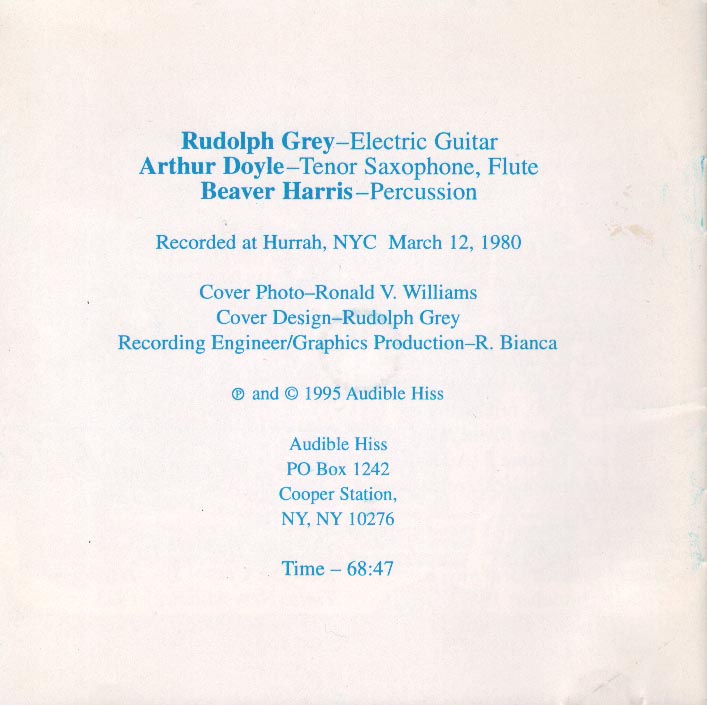 Rudolph Grey–Electric Guitar
Arthur Doyle–Tenor Saxophone, Flute
Beaver Harris–Percussion
Recorded at Hurrah, NYC March 12, 1980
Cover Photo–Ronald V. Williams
Cover Design–Rudolph Grey
Recording Engineer/Graphics Production–R. Bianca
℗ and © 1995 Audible Hiss
Audible Hiss
PO Box 1242
Cooper Station,
NY, NY 10276
Time – 68:47